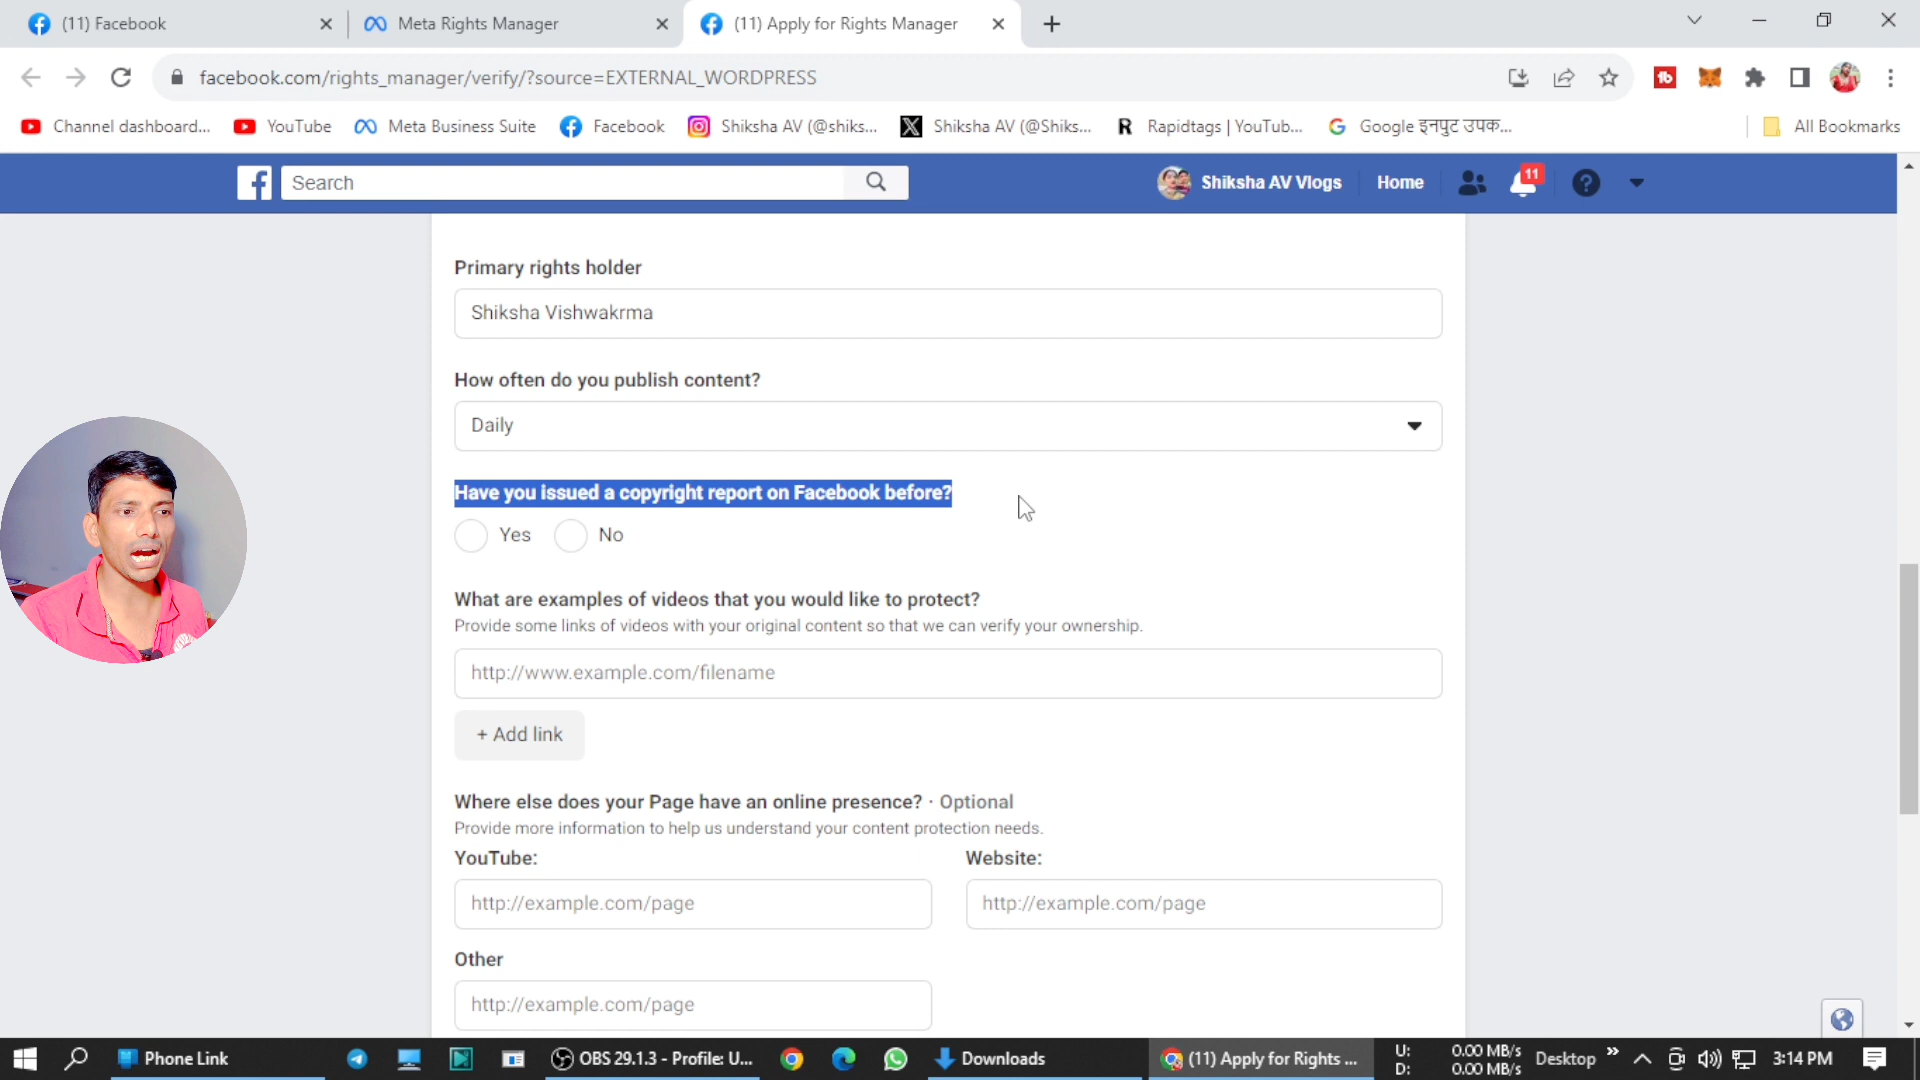 (11) Facebook
Meta Rights Manager
(11) Apply for Rights Manager
facebook.com/rights_manager/verify/?source=EXTERNAL_WORDPRESS
Channel dashboard...
YouTube
Meta Business Suite
Facebook
Shiksha AV (@shiks...
Shiksha AV (@Shiks...
R Rapidtags | YouTub...
Google इनपुट उपक...
All Bookmarks
Search
Shiksha AV Vlogs
Home
11
Primary rights holder
Shiksha Vishwakrma
How often do you publish content?
Daily
Have you issued a copyright report on Facebook before?
Yes No
What are examples of videos that you would like to protect?
Provide some links of videos with your original content so that we can verify your ownership.
http://www.example.com/filename
+ Add link
Where else does your Page have an online presence? · Optional
Provide more information to help us understand your content protection needs.
YouTube: Website:
http://example.com/page http://example.com/page
Other
http://example.com/page
Phone Link
OBS 29.1.3 - Profile: U...
Downloads
(11) Apply for Rights ...
U: 0.00 MB/s
D: 0.00 MB/s
Desktop
3:14 PM